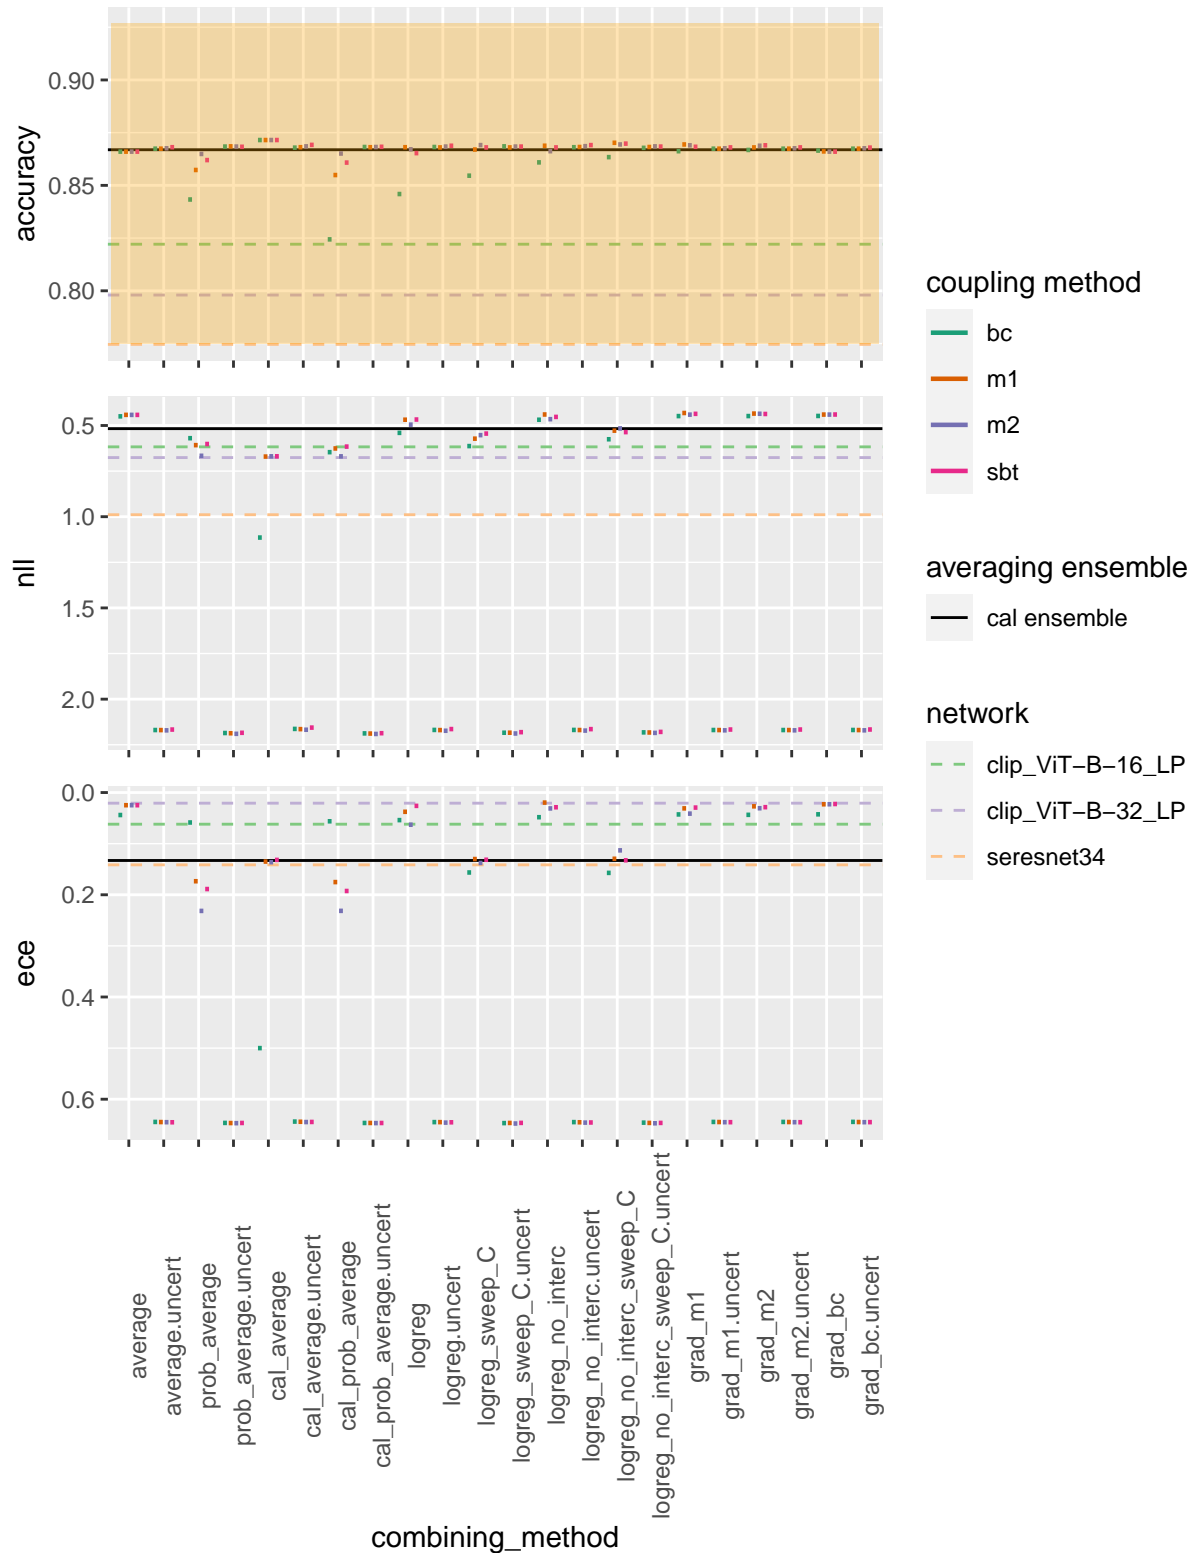 accuracy
0.90
0.85
0.80
nll
0.5
1.0
1.5
2.0
ece
0.0
0.2
0.4
0.6
average
average.uncert
prob_average
prob_average.uncert
cal_average
cal_average.uncert
cal_prob_average
cal_prob_average.uncert
logreg
logreg.uncert
logreg_sweep_C
logreg_sweep_C.uncert
logreg_no_interc
logreg_no_interc.uncert
logreg_no_interc_sweep_C
logreg_no_interc_sweep_C.uncert
grad_m1
grad_m1.uncert
grad_m2
grad_m2.uncert
grad_bc
grad_bc.uncert
combining_method
coupling method
bc
m1
m2
sbt
averaging ensemble
cal ensemble
network
clip_ViT−B−16_LP
clip_ViT−B−32_LP
seresnet34